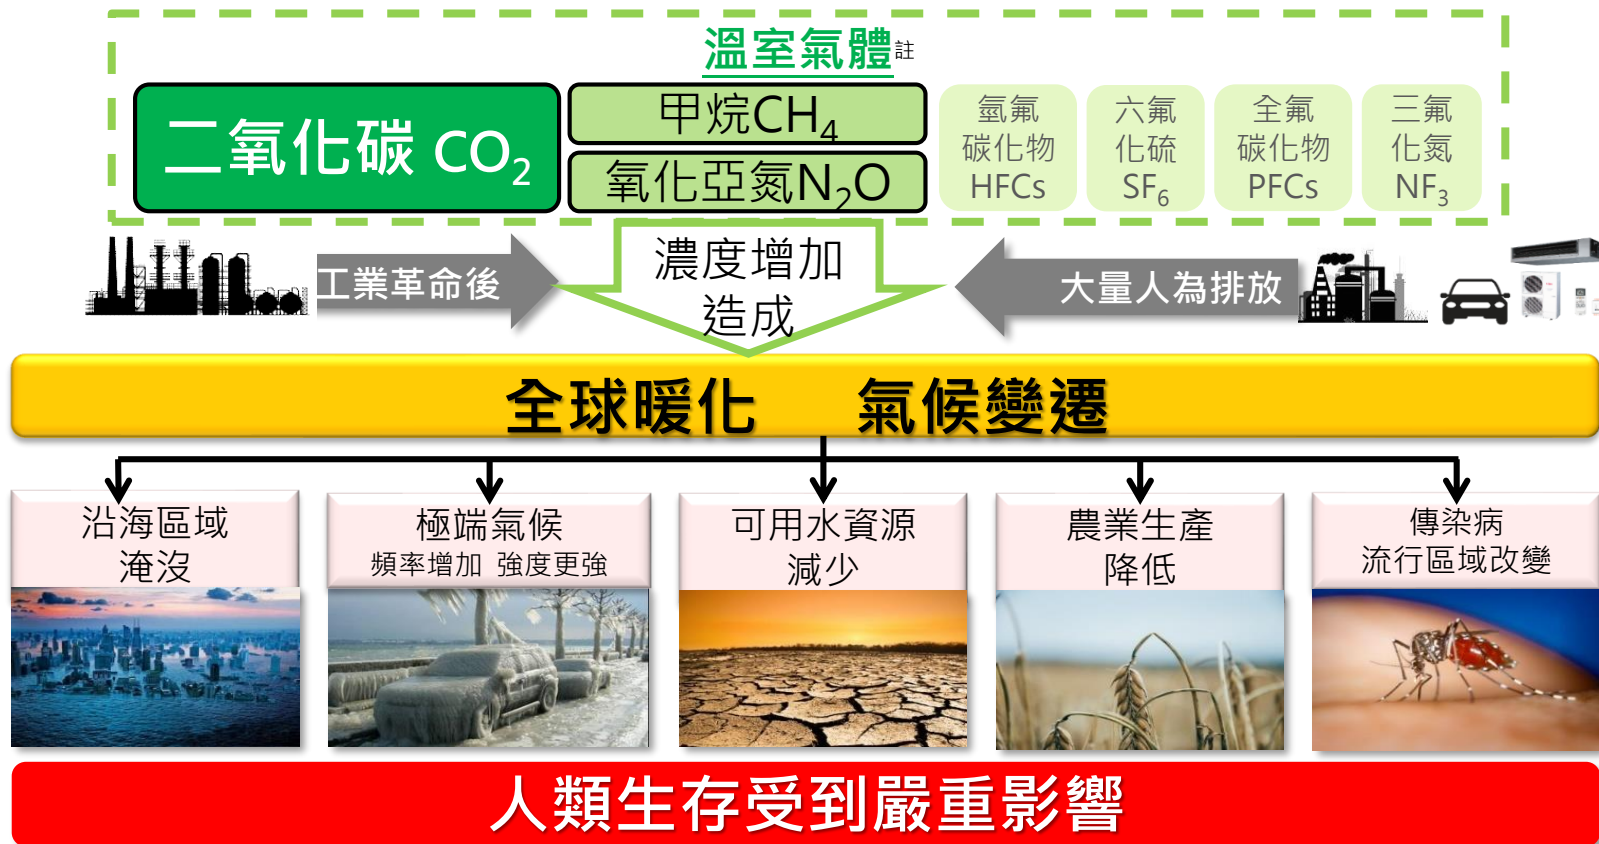 溫室氣體註
二氧化碳 CO₂
甲烷CH₄
氧化亞氮N₂O
氫氟
碳化物
HFCs
六氟
化硫
SF₆
全氟
碳化物
PFCs
三氟
化氮
NF₃
工業革命後
濃度增加
造成
大量人為排放
全球暖化 氣候變遷
沿海區域
淹沒
極端氣候
頻率增加 強度更強
可用水資源
減少
農業生產
降低
傳染病
流行區域改變
人類生存受到嚴重影響